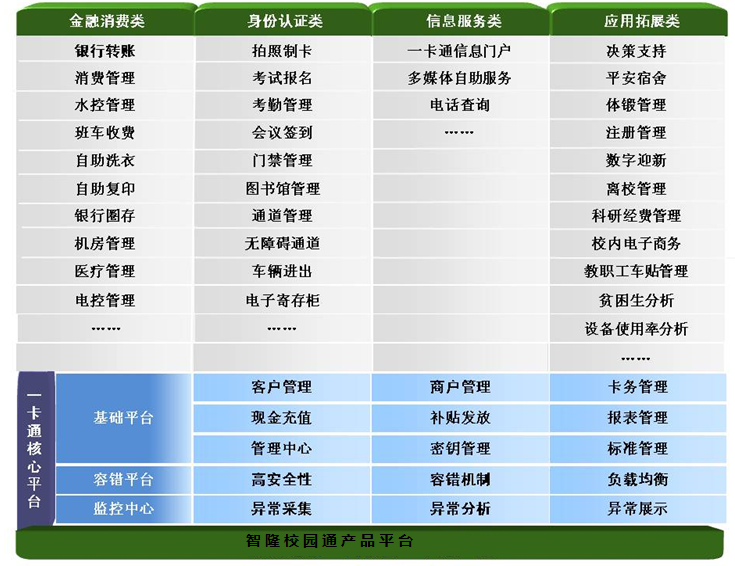 金融消费类 身份认证类 信息服务类 应用拓展类
银行转账 拍照制卡 一卡通信息门户 决策支持
消费管理 考试报名 多媒体自助服务 平安宿舍
水控管理 考勤管理 电话查询 体锻管理
班车收费 会议签到 …… 注册管理
自助洗衣 门禁管理 数字迎新
自助复印 图书馆管理 离校管理
银行圈存 通道管理 科研经费管理
机房管理 无障碍通道 校内电子商务
医疗管理 车辆进出 教职工车贴管理
电控管理 电子寄存柜 贫困生分析
…… …… 设备使用率分析
……
一卡通核心平台
基础平台 客户管理 商户管理 卡务管理
现金充值 补贴发放 报表管理
管理中心 密钥管理 标准管理
容错平台 高安全性 容错机制 负载均衡
监控中心 异常采集 异常分析 异常展示
智隆校园通产品平台